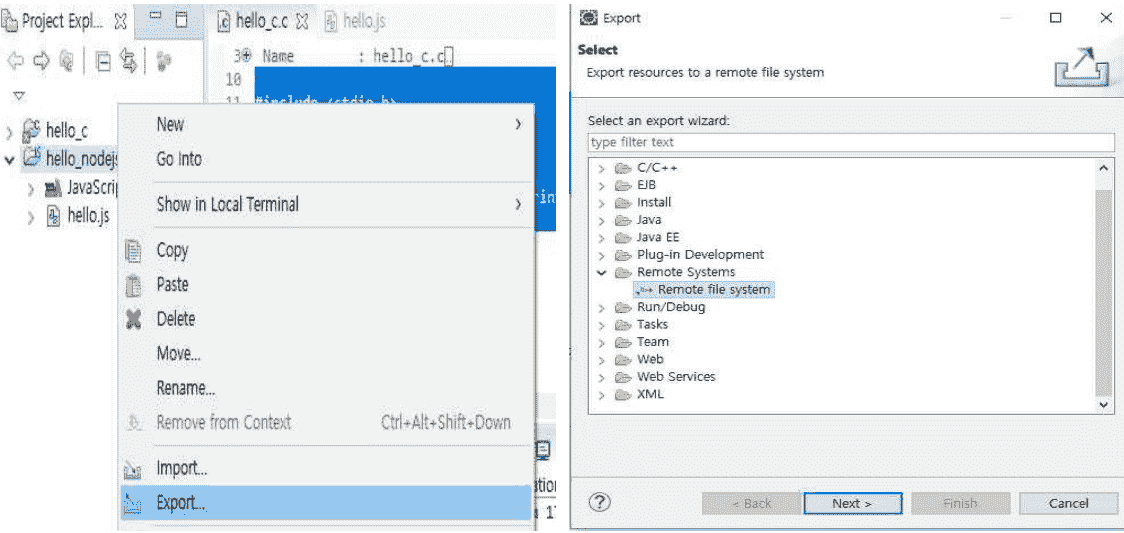 Project Expl...
hello_c.c
hello.js
3 Name : hello_c.c
10
11 #include <stdio.h>
hello_c
hello_nodejs
hello.js
New
Go Into
Show in Local Terminal
Copy
Paste
Delete
Move...
Rename...
Remove from Context Ctrl+Alt+Shift+Down
Import...
Export...
Export
Select
Export resources to a remote file system
Select an export wizard:
type filter text
C/C++
EJB
Install
Java
Java EE
Plug-in Development
Remote Systems
Remote file system
Run/Debug
Tasks
Team
Web
Web Services
XML
? < Back Next > Finish Cancel